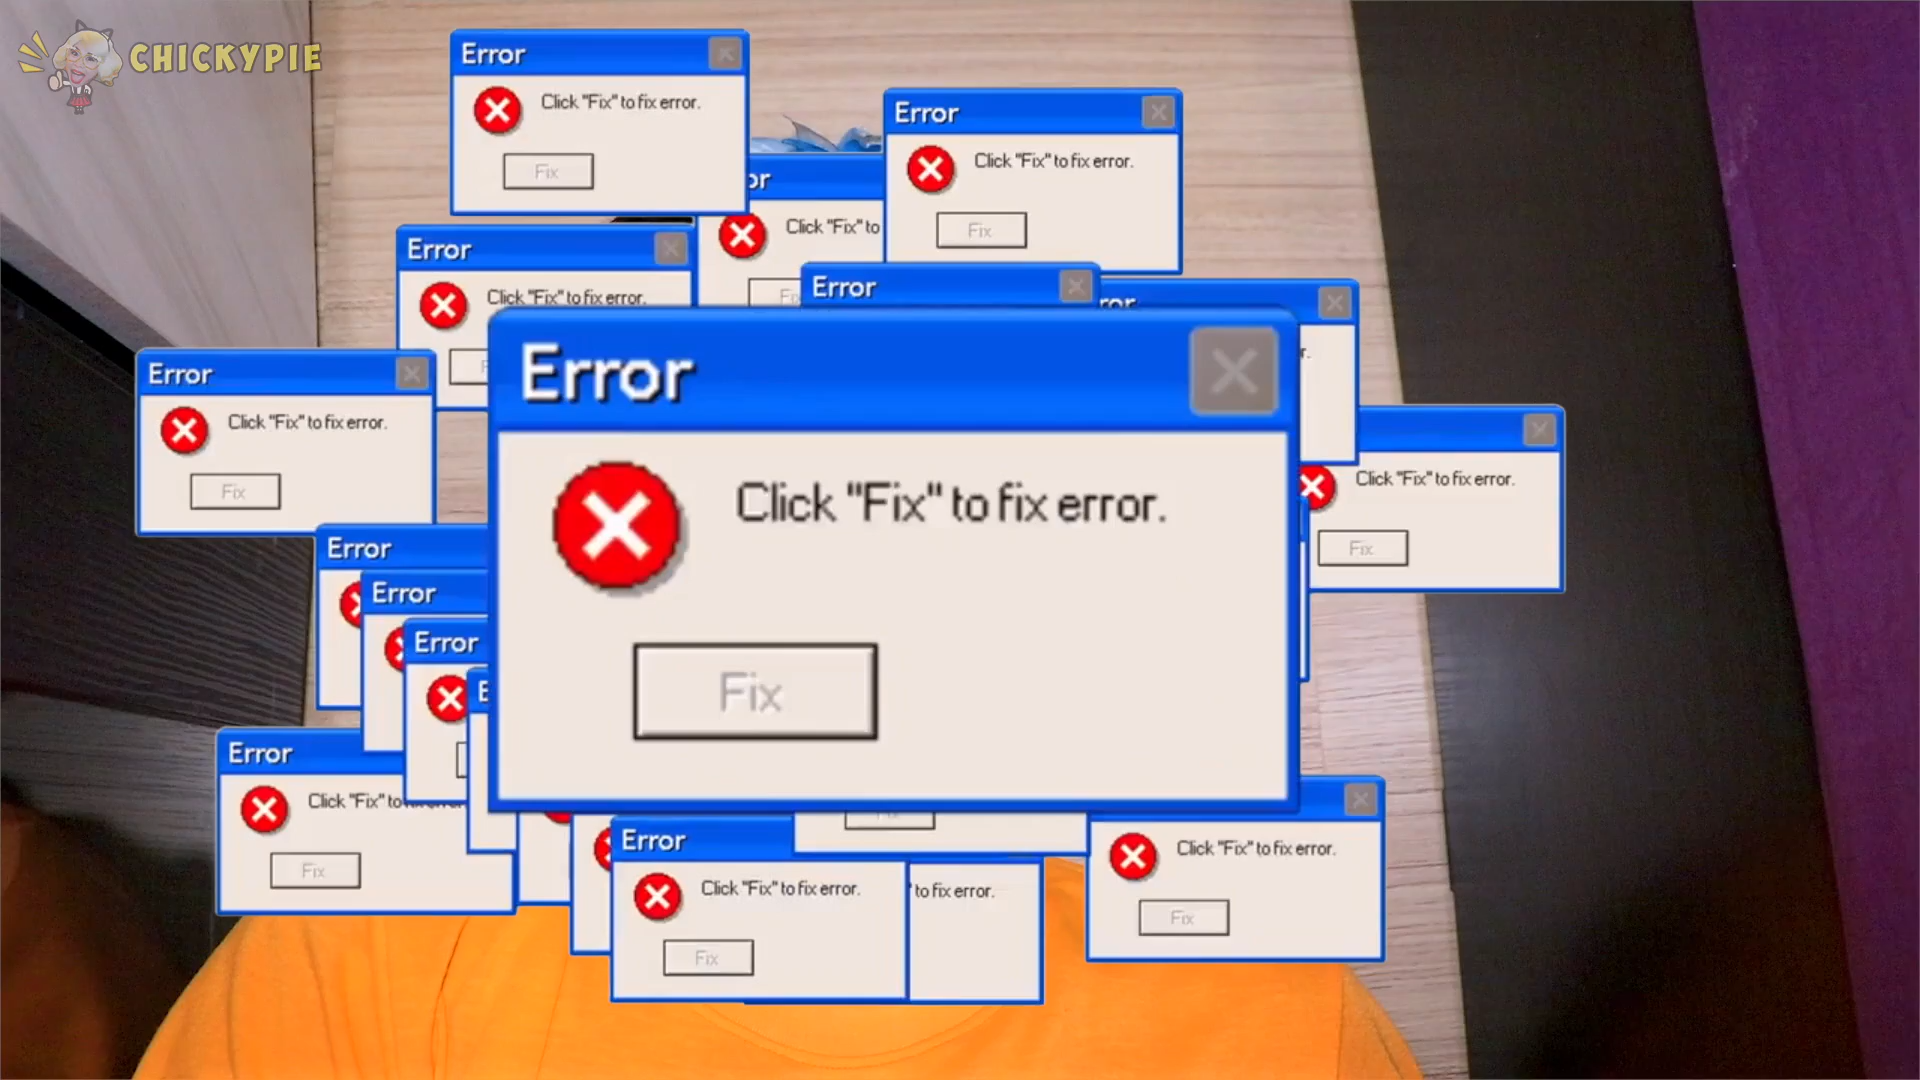 CHICKYPIE
Error
Click "Fix" to fix error.
Fix
Error
Click "Fix" to fix error.
Fix
or
Click "Fix" to
Fix
Error
Click "Fix" to fix error.
Error
ror
r.
Error
Click "Fix" to fix error.
Fix
Error
Click "Fix" to fix error.
Fix
Click "Fix" to fix error.
Fix
Error
Error
Error
E
Error
Click "Fix" to
Fix
Error
Click "Fix" to fix error.
Fix
to fix error.
Click "Fix" to fix error.
Fix